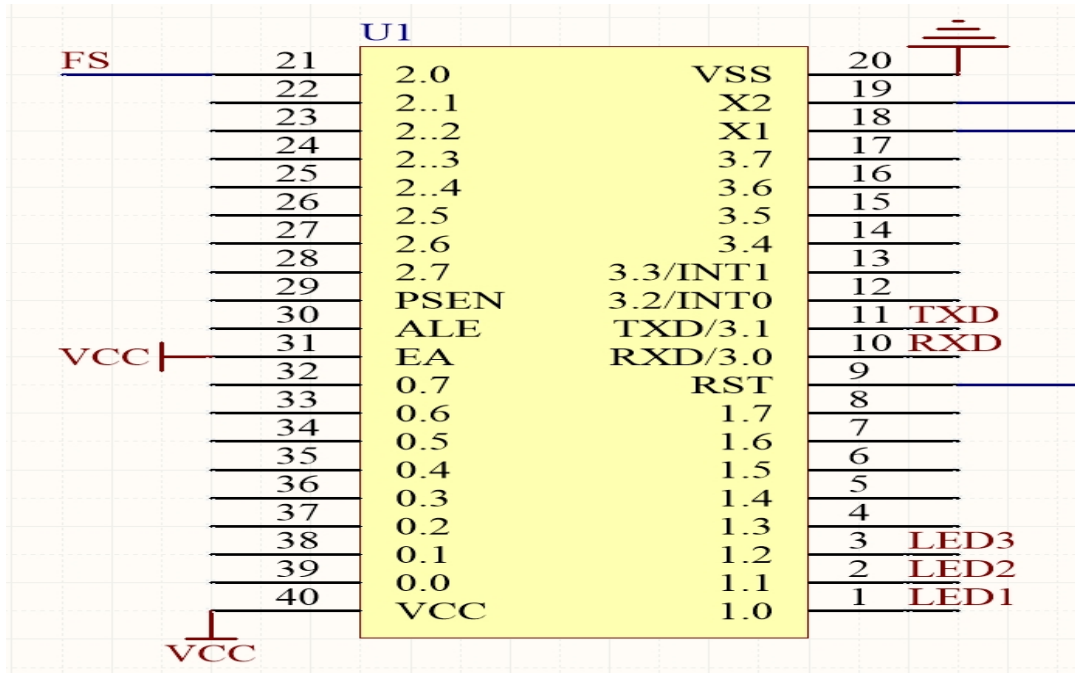 U1
FS 21 2.0 VSS 20
22 2..1 X2 19
23 2..2 X1 18
24 2..3 3.7 17
25 2..4 3.6 16
26 2.5 3.5 15
27 2.6 3.4 14
28 2.7 3.3/INT1 13
29 PSEN 3.2/INT0 12
30 ALE TXD/3.1 11 TXD
VCC 31 EA RXD/3.0 10 RXD
32 0.7 RST 9
33 0.6 1.7 8
34 0.5 1.6 7
35 0.4 1.5 6
36 0.3 1.4 5
37 0.2 1.3 4
38 0.1 1.2 3 LED3
39 0.0 1.1 2 LED2
40 VCC 1.0 1 LED1
VCC